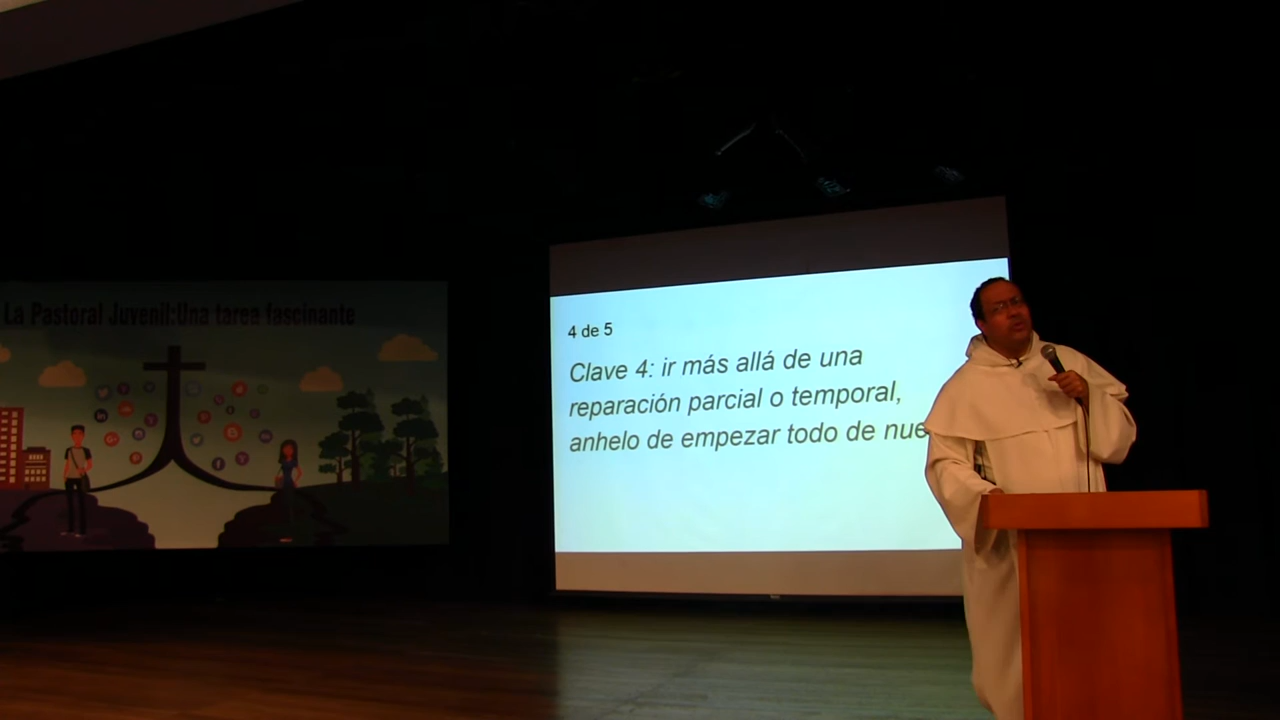 La Pastoral Juvenil:Una tarea fascinante
4 de 5
Clave 4: ir más allá de una
reparación parcial o temporal,
anhelo de empezar todo de nue